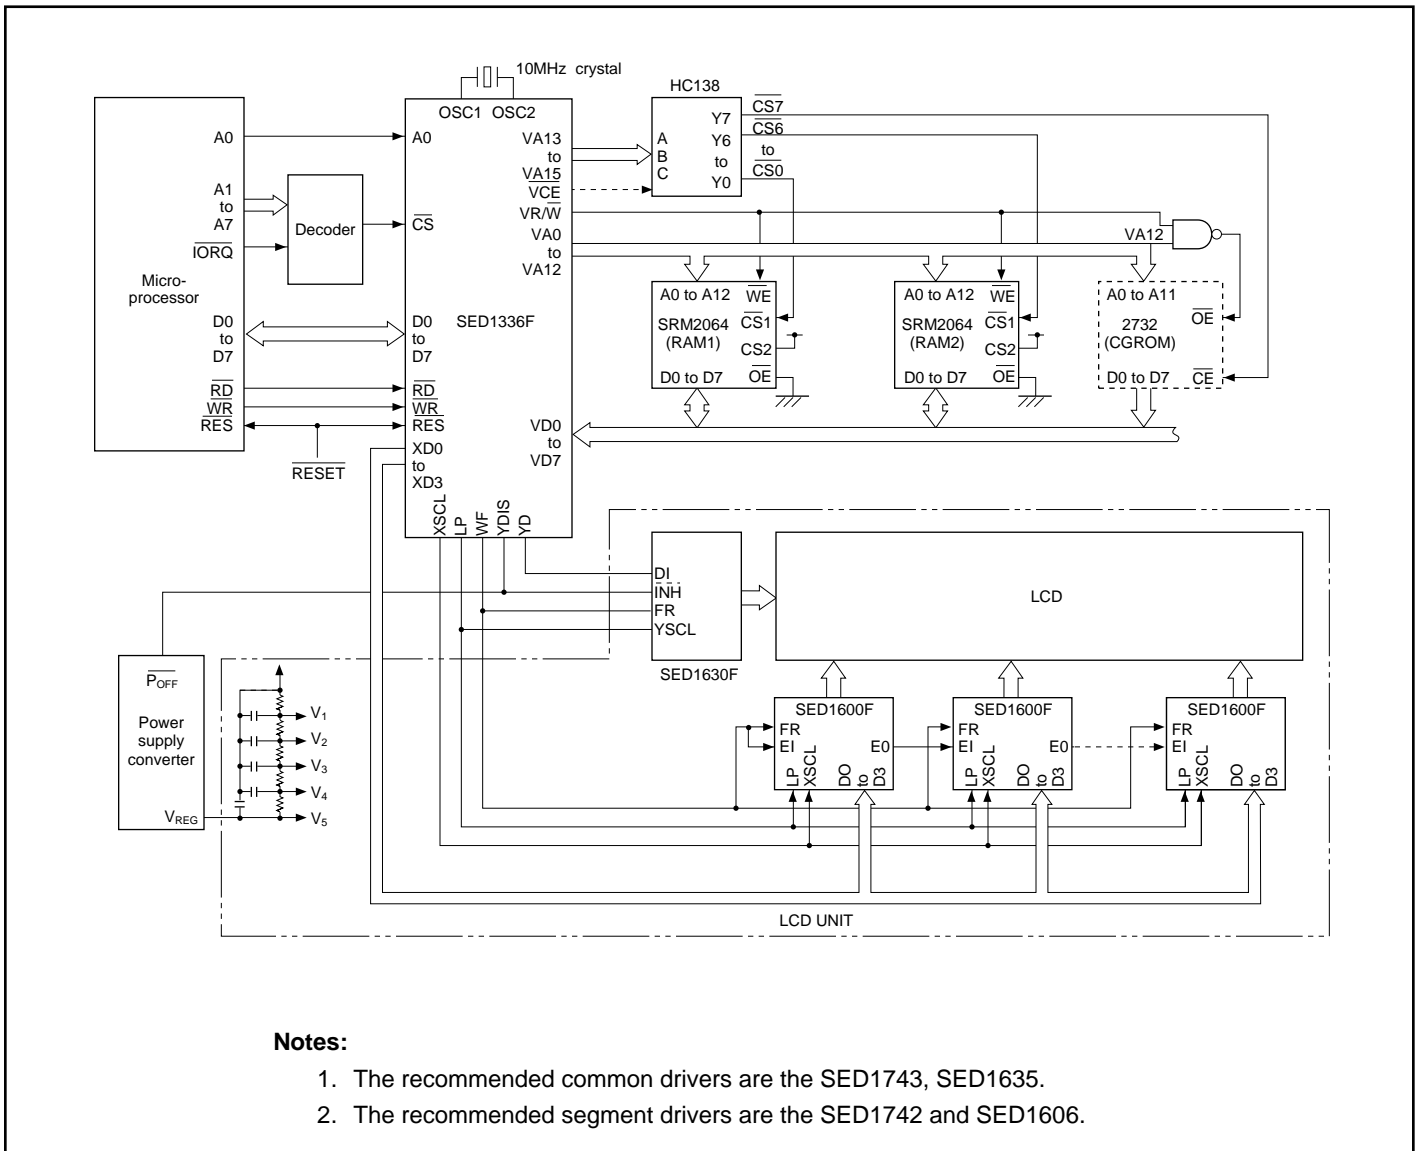 10MHz crystal
OSC1 OSC2
HC138
Micro-
processor
A0
A1
to
A7
IORQ
D0
to
D7
RD
WR
RES
RESET
Decoder
SED1336F
A0
CS
D0
to
D7
RD
WR
RES
XD0
to
XD3
VA13
to
VA15
VCE
VR/W
VA0
to
VA12
VD0
to
VD7
XSCL
LP
WF
YDIS
YD
A
B
C
Y7
Y6
to
Y0
CS7
CS6
to
CS0
VA12
A0 to A12
WE
SRM2064
(RAM1)
CS1
CS2
D0 to D7
OE
A0 to A12
WE
SRM2064
(RAM2)
CS1
CS2
D0 to D7
OE
A0 to A11
2732
(CGROM)
OE
D0 to D7
CE
DI
INH
FR
YSCL
SED1630F
LCD
POFF
Power
supply
converter
VREG
V1
V2
V3
V4
V5
SED1600F
FR
EI
E0
LP
XSCL
DO
to
D3
SED1600F
FR
EI
E0
LP
XSCL
DO
to
D3
SED1600F
FR
EI
LP
XSCL
DO
to
D3
LCD UNIT
Notes:
1. The recommended common drivers are the SED1743, SED1635.
2. The recommended segment drivers are the SED1742 and SED1606.